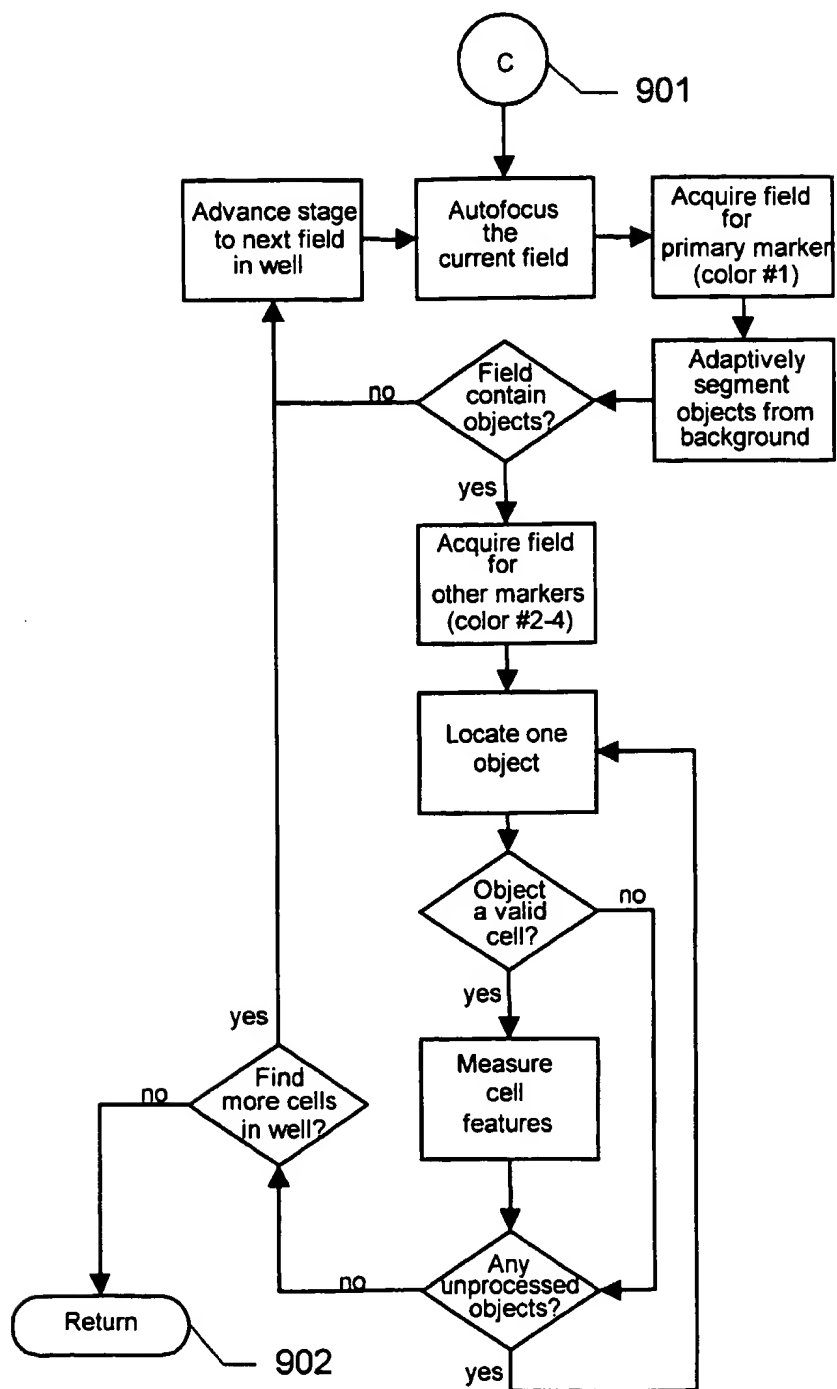 C
901
Advance stage
to next field
in well
Autofocus
the
current field
Acquire field
for
primary marker
(color #1)
Adaptively
segment
objects from
background
Field
contain
objects?
no
yes
Acquire field
for
other markers
(color #2-4)
Locate one
object
Object
a valid
cell?
no
yes
Measure
cell
features
Any
unprocessed
objects?
no
yes
Find
more cells
in well?
yes
no
Return
902